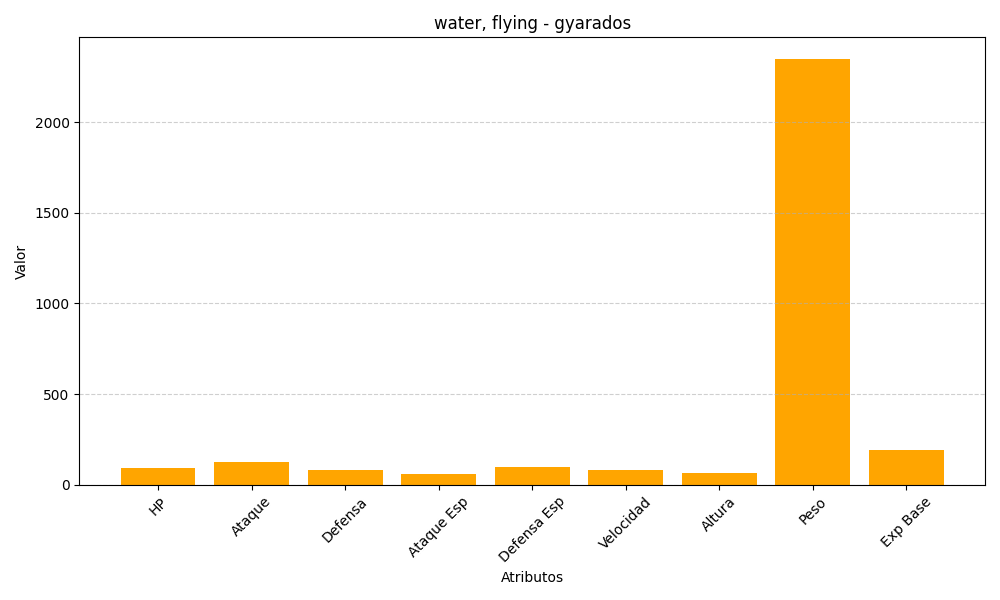 water, flying - gyarados
Valor
2000
1500
1000
500
0
HP
Ataque
Defensa
Ataque Esp
Defensa Esp
Velocidad
Altura
Peso
Exp Base
Atributos